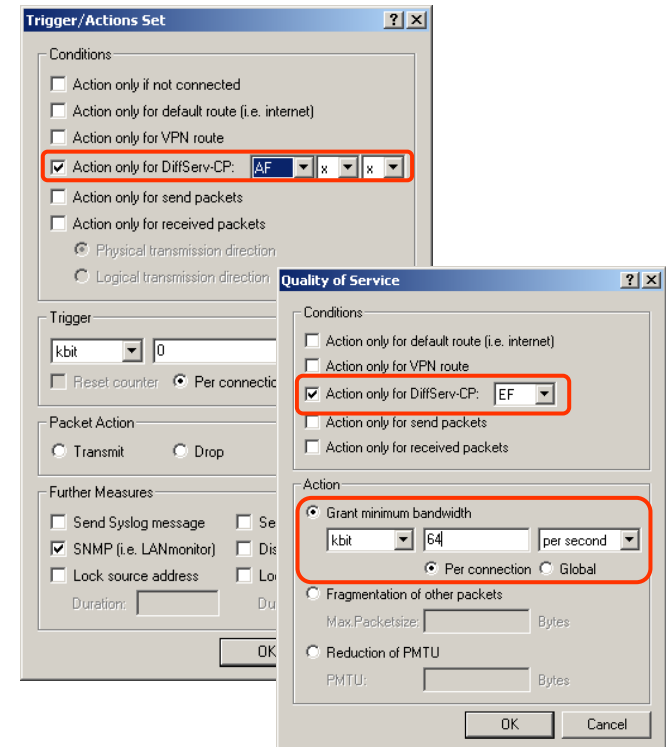 Trigger/Actions Set
Conditions
Action only if not connected
Action only for default route (i.e. internet)
Action only for VPN route
Action only for DiffServ-CP: AF x x
Action only for send packets
Action only for received packets
Physical transmission direction
Logical transmission direction
Trigger
kbit 0
Reset counter Per connectio
Packet Action
Transmit Drop
Further Measures
Send Syslog message Se
SNMP (i.e. LANmonitor) Dis
Lock source address Lo
Duration: Du
OK
Quality of Service
Conditions
Action only for default route (i.e. internet)
Action only for VPN route
Action only for DiffServ-CP: EF
Action only for send packets
Action only for received packets
Action
Grant minimum bandwidth
kbit 64 per second
Per connection Global
Fragmentation of other packets
Max.Packetsize: Bytes
Reduction of PMTU
PMTU: Bytes
OK Cancel